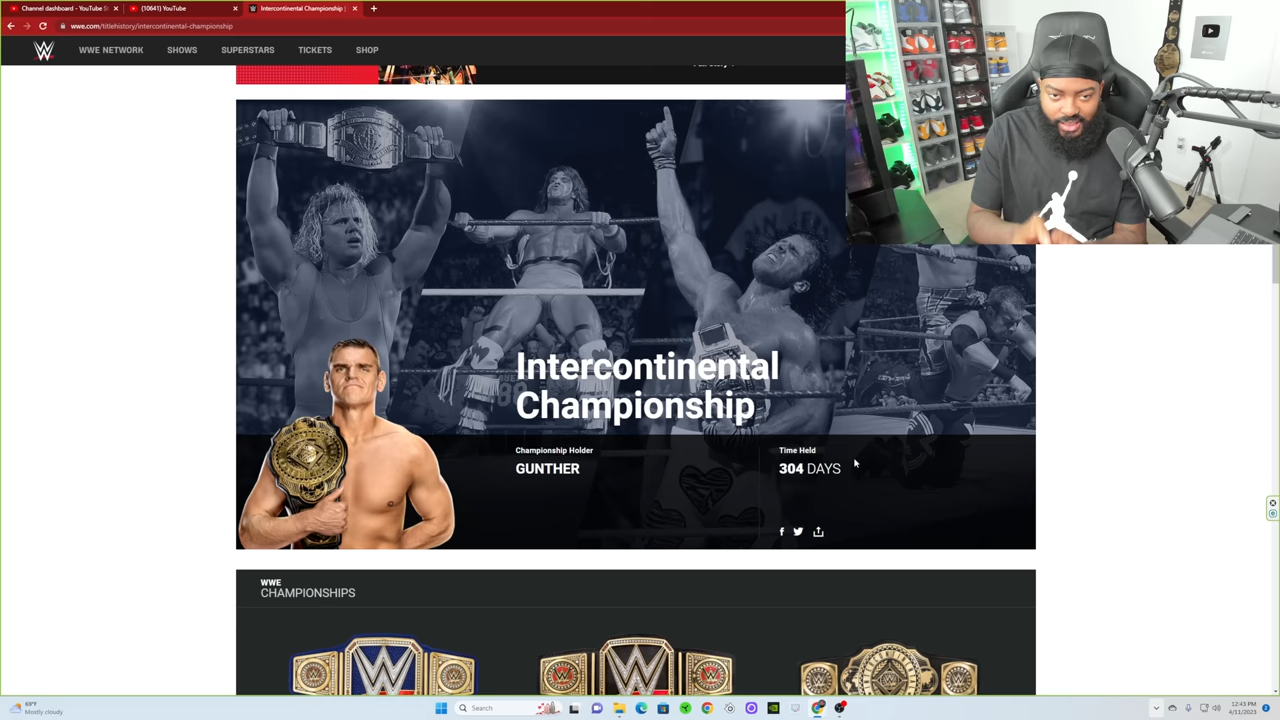 Channel dashboard - YouTube St
(10641) YouTube
Intercontinental Championship |
wwe.com/titlehistory/intercontinental-championship
W
WWE NETWORK
SHOWS
SUPERSTARS
TICKETS
SHOP
Intercontinental
Championship
Championship Holder
GUNTHER
Time Held
304 DAYS
WWE
CHAMPIONSHIPS
69°F
Mostly cloudy
Search
12:43 PM
4/11/2023